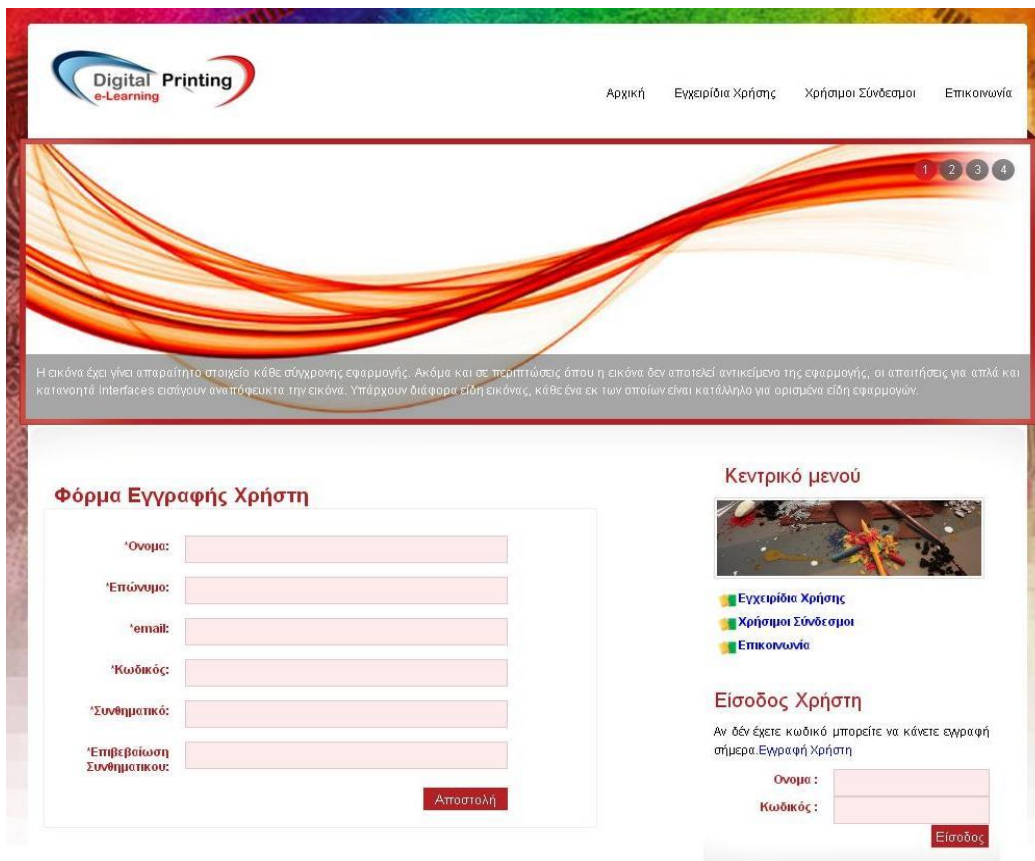 Digital Printing
e-Learning
Αρχική Εγχειρίδια Χρήσης Χρήσιμοι Σύνδεσμοι Επικοινωνία
1 2 3 4
Η εικόνα έχει γίνει απαραίτητο στοιχείο κάθε σύγχρονης εφαρμογής. Ακόμα και σε περιπτώσεις όπου η εικόνα δεν αποτελεί αντικείμενο της εφαρμογής, οι απαιτήσεις για απλά και
κατανοητά interfaces εισάγουν αναπόφευκτα την εικόνα. Υπάρχουν διάφορα είδη εικόνας, κάθε ένα εκ των οποίων είναι κατάλληλο για ορισμένα είδη εφαρμογών.
Φόρμα Εγγραφής Χρήστη
*Ονομα:
*Επώνυμο:
*email:
*Κωδικός:
*Συνθηματικό:
*Επιβεβαίωση
Συνθηματικου:
Αποστολή
Κεντρικό μενού
Εγχειρίδια Χρήσης
Χρήσιμοι Σύνδεσμοι
Επικοινωνία
Είσοδος Χρήστη
Αν δέν έχετε κωδικό μπορείτε να κάνετε εγγραφή
σήμερα.Εγγραφή Χρήστη
Ονομα :
Κωδικός :
Είσοδος